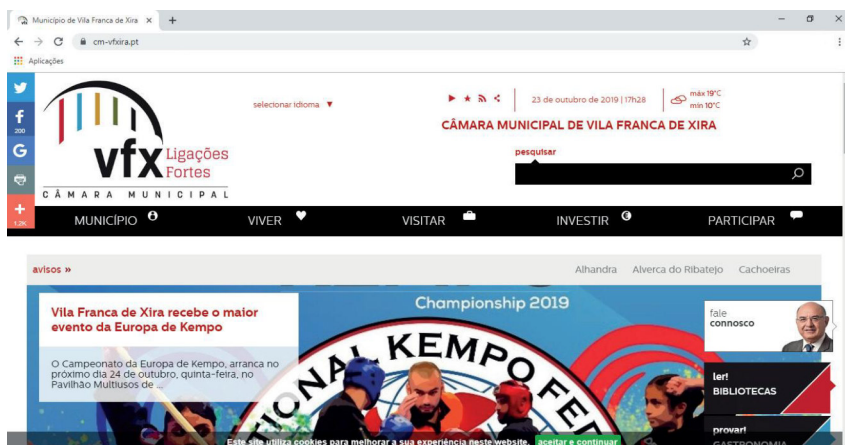 Município de Vila Franca de Xira
cm-vfxira.pt
Aplicações
selecionar idioma
23 de outubro de 2019 | 17h28
máx 19°C
min 10°C
CÂMARA MUNICIPAL DE VILA FRANCA DE XIRA
200
G
1.2K
vfx Ligações
Fortes
CÂMARA MUNICIPAL
pesquisar
MUNICÍPIO
VIVER
VISITAR
INVESTIR
PARTICIPAR
avisos »
Alhandra Alverca do Ribatejo Cachoeiras
Vila Franca de Xira recebe o maior
evento da Europa de Kempo
O Campeonato da Europa de Kempo, arranca no
próximo dia 24 de outubro, quinta-feira, no
Pavilhão Multiusos de ...
Championship 2019
KEMPO
fale
connosco
ler!
BIBLIOTECAS
provar!
GASTRONOMIA
Este site utiliza cookies para melhorar a sua experiência neste website. aceitar e continuar